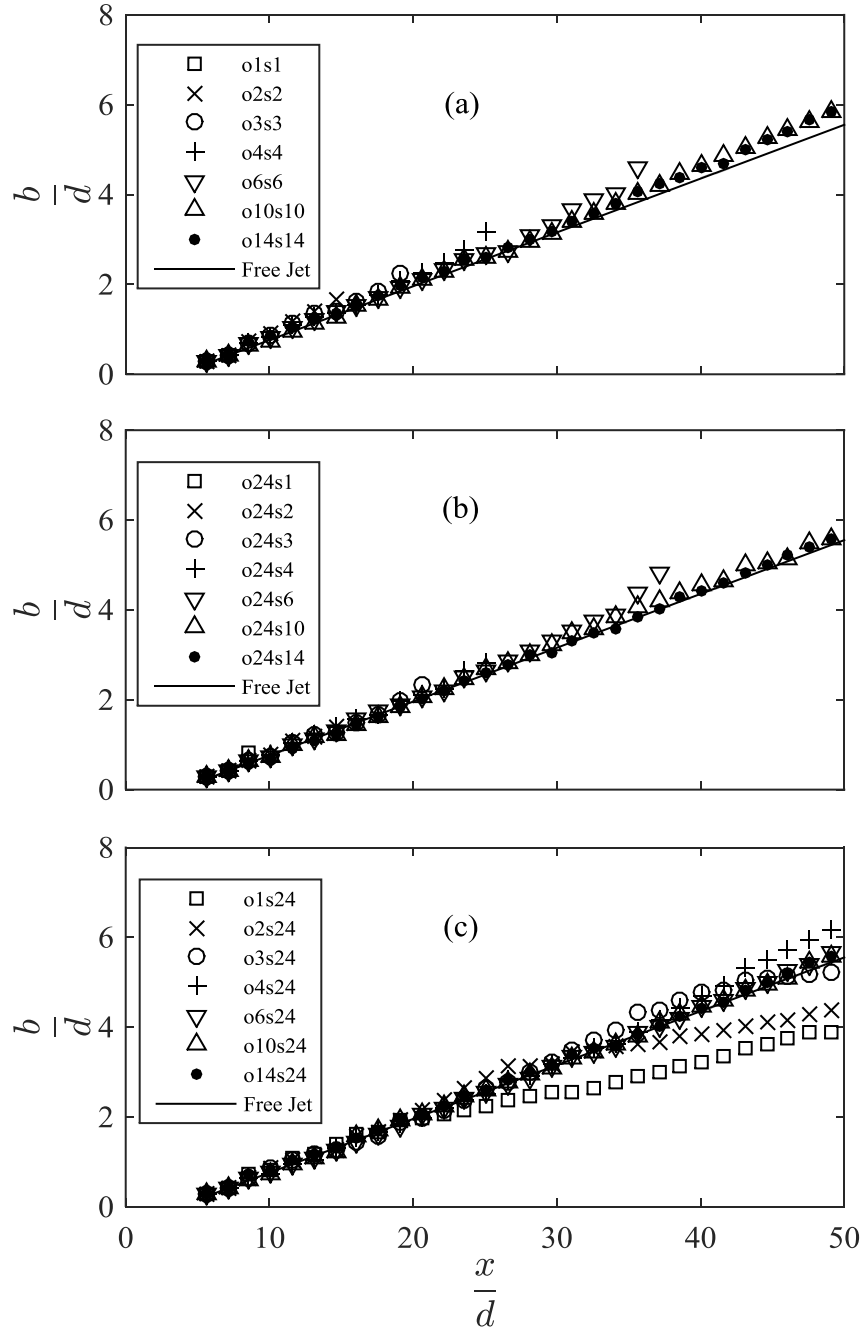 8
6
4
2
0
b
d
o1s1
o2s2
o3s3
o4s4
o6s6
o10s10
o14s14
Free Jet
(a)
8
6
4
2
0
b
d
o24s1
o24s2
o24s3
o24s4
o24s6
o24s10
o24s14
Free Jet
(b)
8
6
4
2
0
b
d
o1s24
o2s24
o3s24
o4s24
o6s24
o10s24
o14s24
Free Jet
(c)
0 10 20 30 40 50
x
d